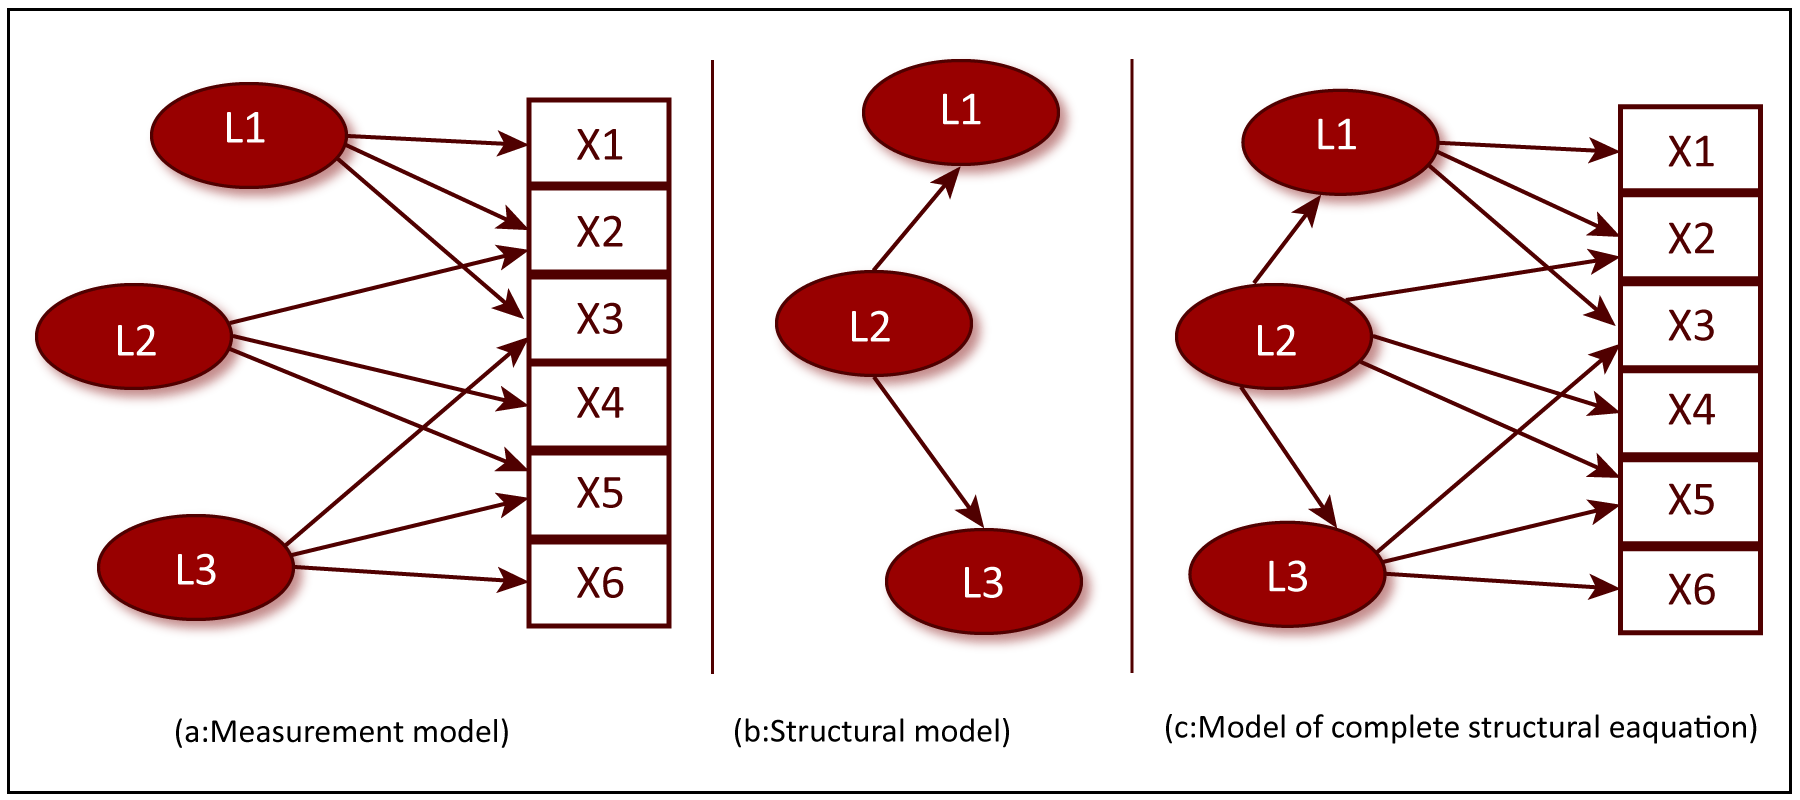 L1
L2
L3
X1
X2
X3
X4
X5
X6
(a:Measurement model)
L1
L2
L3
(b:Structural model)
L1
L2
L3
X1
X2
X3
X4
X5
X6
(c:Model of complete structural eaquation)